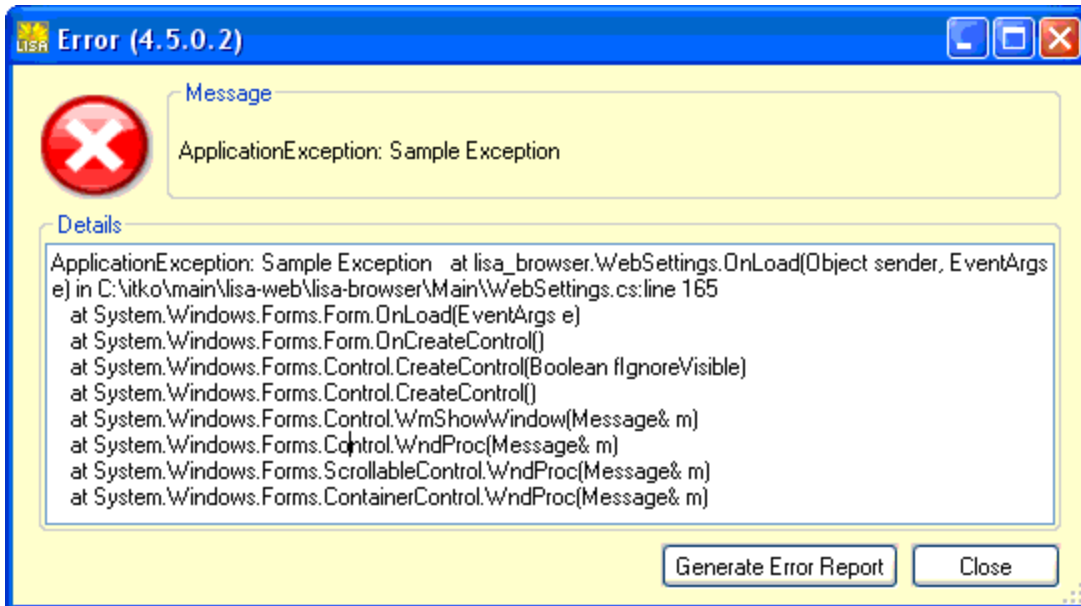 LISA Error (4.5.0.2)
Message
ApplicationException: Sample Exception
Details
ApplicationException: Sample Exception   at lisa_browser.WebSettings.OnLoad(Object sender, EventArgs
e) in C:\itko\main\lisa-web\lisa-browser\Main\WebSettings.cs:line 165
   at System.Windows.Forms.Form.OnLoad(EventArgs e)
   at System.Windows.Forms.Form.OnCreateControl()
   at System.Windows.Forms.Control.CreateControl(Boolean fIgnoreVisible)
   at System.Windows.Forms.Control.CreateControl()
   at System.Windows.Forms.Control.WmShowWindow(Message& m)
   at System.Windows.Forms.Control.WndProc(Message& m)
   at System.Windows.Forms.ScrollableControl.WndProc(Message& m)
   at System.Windows.Forms.ContainerControl.WndProc(Message& m)
Generate Error Report Close